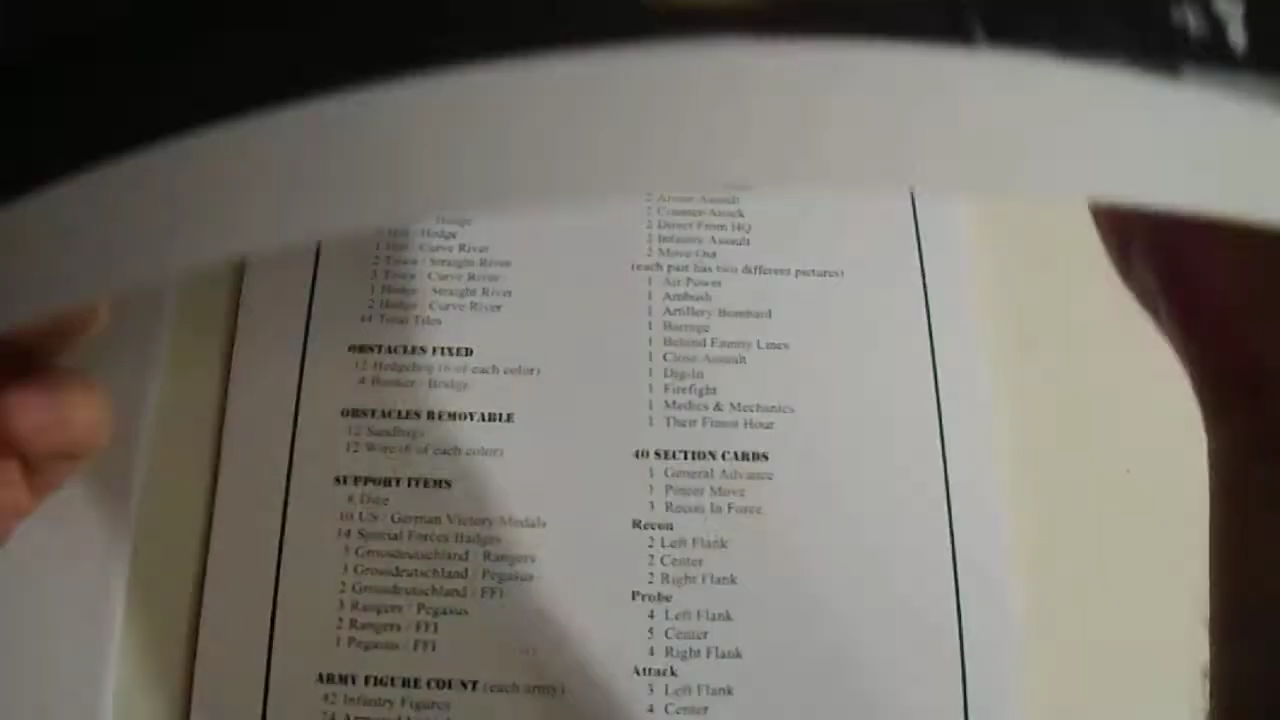 Hedge
Hill / Hedge
1 Hill / Curve River
2 Town / Straight River
3 Town / Curve River
1 Hedge / Straight River
2 Hedge / Curve River
44 Total Tiles
OBSTACLES FIXED
12 Hedgehog (6 of each color)
4 Bunker / Bridge
OBSTACLES REMOVABLE
12 Sandbags
12 Wire (6 of each color)
SUPPORT ITEMS
8 Dice
10 US / German Victory Medals
14 Special Forces Badges
3 Grossdeutschland / Rangers
3 Grossdeutschland / Pegasus
2 Grossdeutschland / FFI
3 Rangers / Pegasus
2 Rangers / FFI
1 Pegasus / FFI
ARMY FIGURE COUNT (each army)
42 Infantry Figures
24
2 Armor Assault
2 Counter-Attack
2 Direct From HQ
2 Infantry Assault
2 Move Out
(each pair has two different pictures)
1 Air Power
1 Ambush
1 Artillery Bombard
1 Barrage
1 Behind Enemy Lines
1 Close Assault
1 Dig-In
1 Firefight
1 Medics & Mechanics
1 Their Finest Hour
40 SECTION CARDS
1 General Advance
1 Pincer Move
3 Recon In Force
Recon
2 Left Flank
2 Center
2 Right Flank
Probe
4 Left Flank
5 Center
4 Right Flank
Attack
3 Left Flank
4 Center